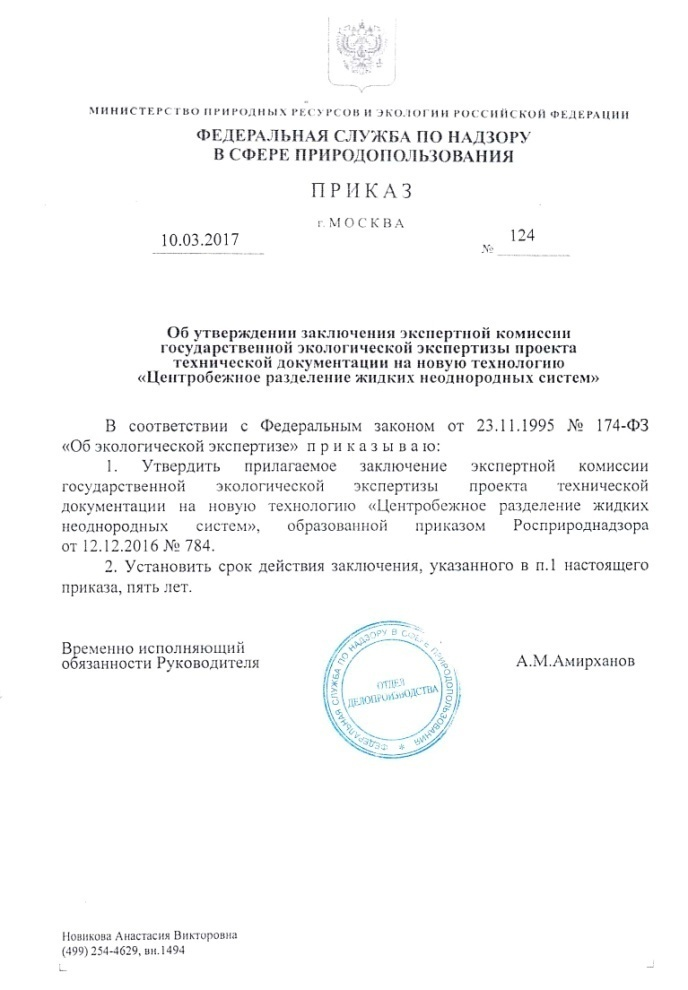 МИНИСТЕРСТВО ПРИРОДНЫХ РЕСУРСОВ И ЭКОЛОГИИ РОССИЙСКОЙ ФЕДЕРАЦИИ
ФЕДЕРАЛЬНАЯ СЛУЖБА ПО НАДЗОРУ
В СФЕРЕ ПРИРОДОПОЛЬЗОВАНИЯ
ПРИКАЗ
г. МОСКВА
10.03.2017
№ 124
Об утверждении заключения экспертной комиссии
государственной экологической экспертизы проекта
технической документации на новую технологию
«Центробежное разделение жидких неоднородных систем»
В соответствии с Федеральным законом от 23.11.1995 № 174-ФЗ
«Об экологической экспертизе» п р и к а з ы в а ю:
1. Утвердить прилагаемое заключение экспертной комиссии
государственной экологической экспертизы проекта технической
документации на новую технологию «Центробежное разделение жидких
неоднородных систем», образованной приказом Росприроднадзора
от 12.12.2016 № 784.
2. Установить срок действия заключения, указанного в п.1 настоящего
приказа, пять лет.
Временно исполняющий
обязанности Руководителя
А.М.Амирханов
ФЕДЕРАЛЬНАЯ СЛУЖБА ПО НАДЗОРУ В СФЕРЕ ПРИРОДОПОЛЬЗОВАНИЯ
ОТДЕЛ
ДЕЛОПРОИЗВОДСТВА
Новикова Анастасия Викторовна
(499) 254-4629, вн.1494